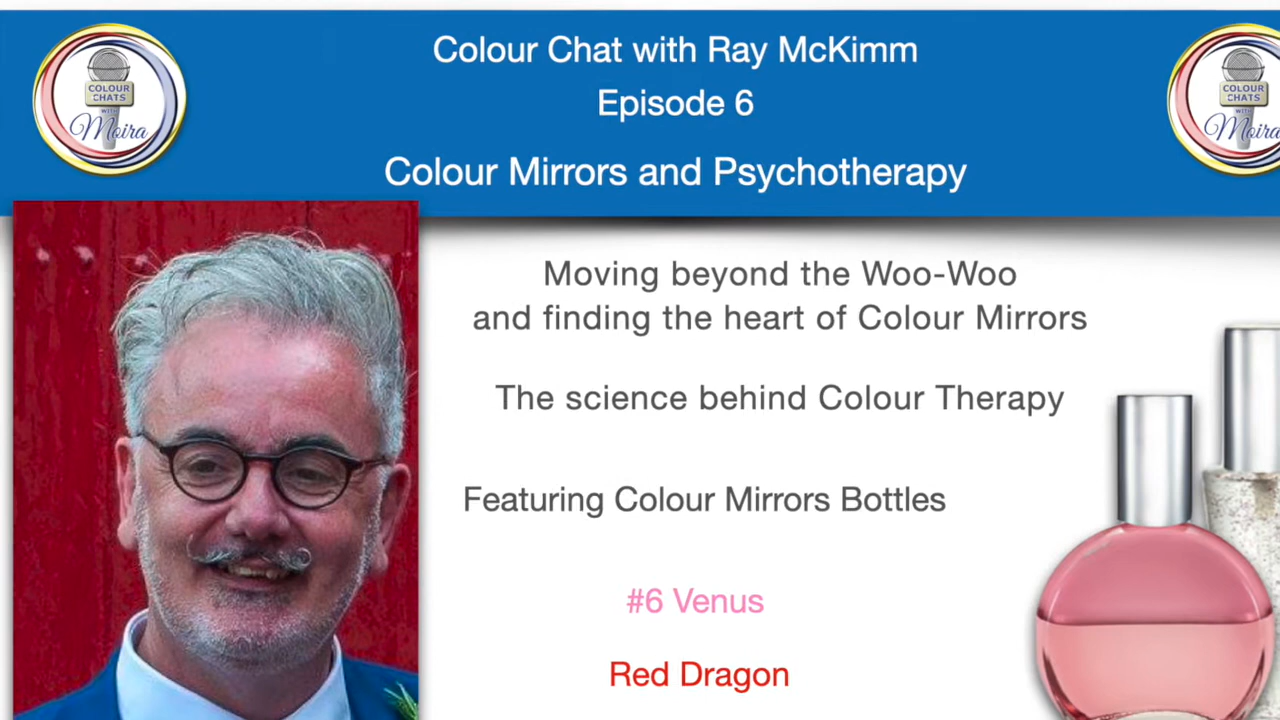 COLOUR
CHATS
WITH
Moira
Colour Chat with Ray McKimm
Episode 6
Colour Mirrors and Psychotherapy
COLOUR
CHATS
WITH
Moira
Moving beyond the Woo-Woo
and finding the heart of Colour Mirrors
The science behind Colour Therapy
Featuring Colour Mirrors Bottles
#6 Venus
Red Dragon